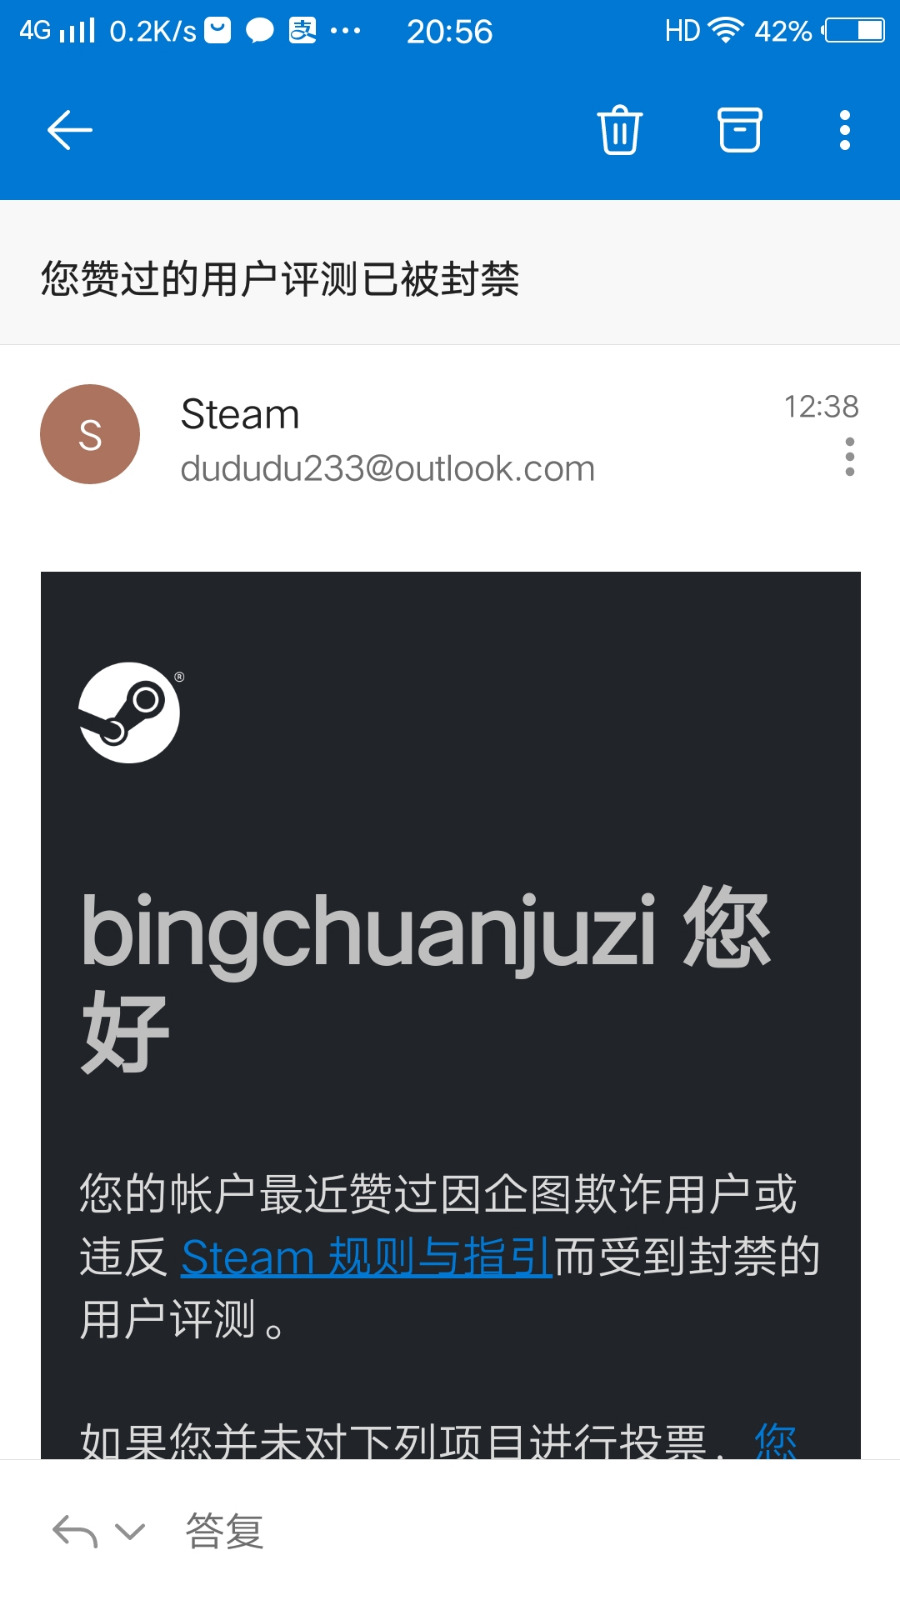 4G 0.2K/s 支 ... 20:56 HD 42%
您赞过的用户评测已被封禁
S Steam 12:38
dududu233@outlook.com
®
bingchuanjuzi 您
好
您的帐户最近赞过因企图欺诈用户或
违反 Steam 规则与指引而受到封禁的
用户评测。
如果您并未对下列项目进行投票，您
答复